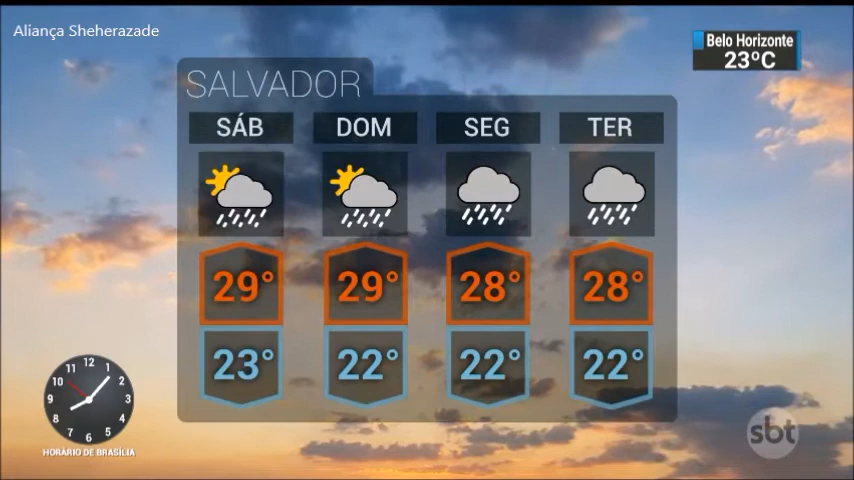 Aliança Sheherazade
Belo Horizonte
23ºC
SALVADOR
SÁB DOM SEG TER
29° 29° 28° 28°
23° 22° 22° 22°
12
11 1
10 2
9 3
8 4
7 5
6
HORÁRIO DE BRASÍLIA
sbt